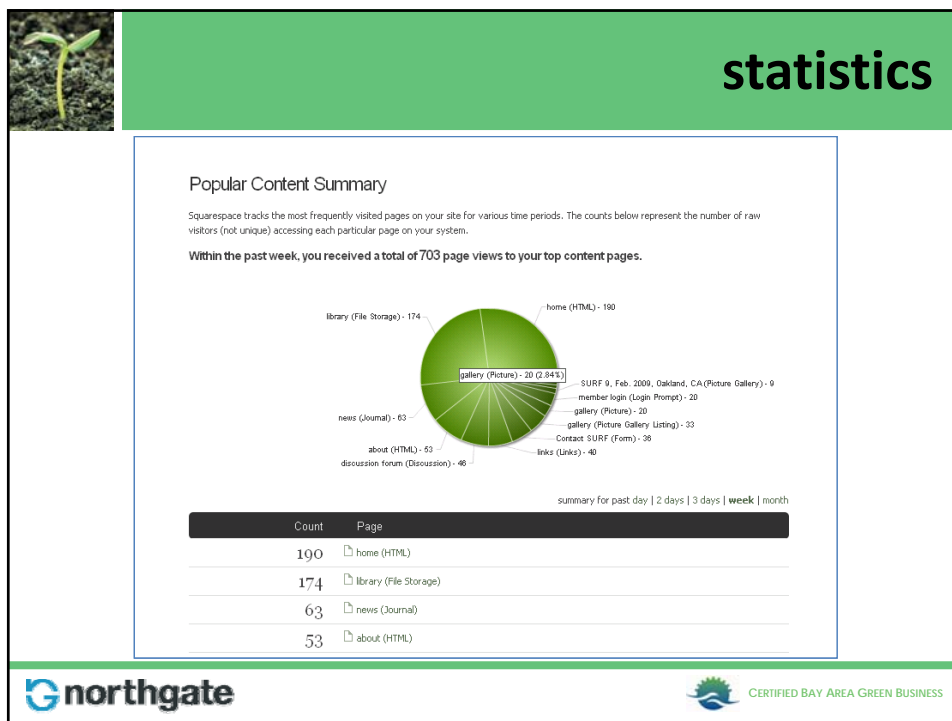 statistics
Popular Content Summary
Squarespace tracks the most frequently visited pages on your site for various time periods. The counts below represent the number of raw
visitors (not unique) accessing each particular page on your system.
Within the past week, you received a total of 703 page views to your top content pages.
home (HTML) - 190
library (File Storage) - 174
gallery (Picture) - 20 (2.84%)
SURF 9, Feb. 2009, Oakland, CA (Picture Gallery) - 9
member login (Login Prompt) - 20
gallery (Picture) - 20
news (Journal) - 63
gallery (Picture Gallery Listing) - 33
Contact SURF (Form) - 36
about (HTML) - 53
links (Links) - 40
discussion forum (Discussion) - 46
summary for past day | 2 days | 3 days | week | month
Count Page
190 home (HTML)
174 library (File Storage)
63 news (Journal)
53 about (HTML)
northgate
CERTIFIED BAY AREA GREEN BUSINESS